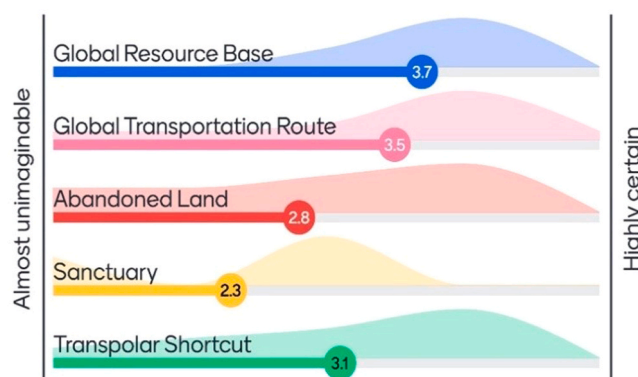 Almost unimaginable
Global Resource Base
3.7
Global Transportation Route
3.5
Abandoned Land
2.8
Sanctuary
2.3
Transpolar Shortcut
3.1
Highly certain